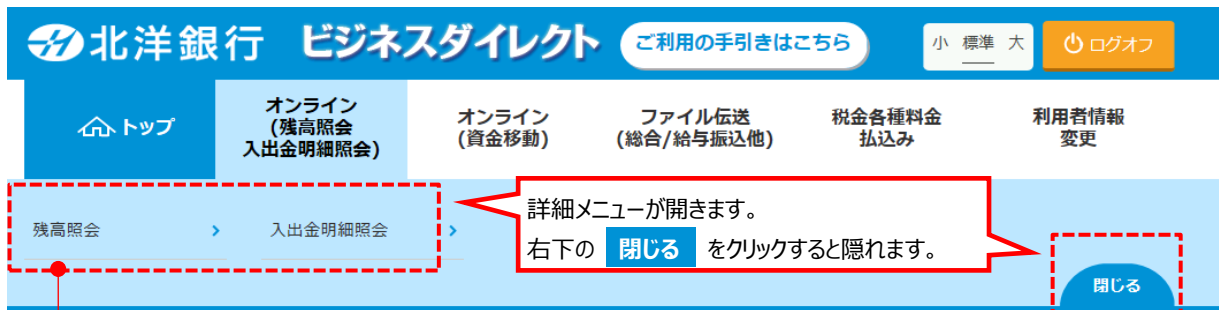 北洋銀行 ビジネスダイレクト ご利用の手引きはこちら 小 標準 大 ログオフ
トップ
オンライン
(残高照会
入出金明細照会)
オンライン
(資金移動)
ファイル伝送
(総合/給与振込他)
税金各種料金
払込み
利用者情報
変更
残高照会 入出金明細照会
詳細メニューが開きます。
右下の 閉じる をクリックすると隠れます。
閉じる